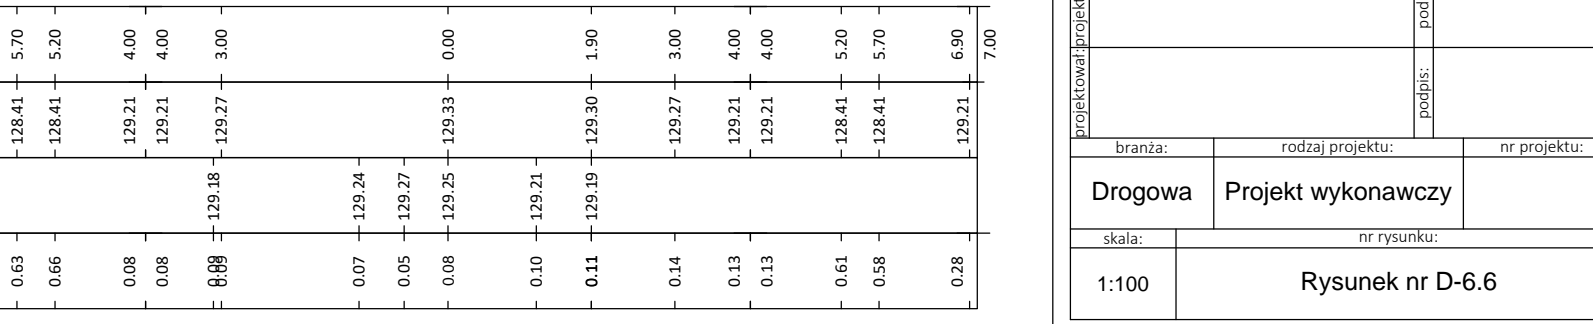 5.70 5.20 4.00 4.00 3.00 0.00 1.90 3.00 4.00 4.00 5.20 5.70 6.90 7.00
128.41 128.41 129.21 129.21 129.27 129.33 129.30 129.27 129.21 129.21 128.41 128.41 129.21
129.18 129.24 129.27 129.25 129.21 129.19
0.63 0.66 0.08 0.08 0.09 0.09 0.07 0.05 0.08 0.10 0.11 0.14 0.13 0.13 0.61 0.58 0.28
projektował:
podpis:
branża: rodzaj projektu: nr projektu:
Drogowa Projekt wykonawczy
skala: nr rysunku:
1:100 Rysunek nr D-6.6